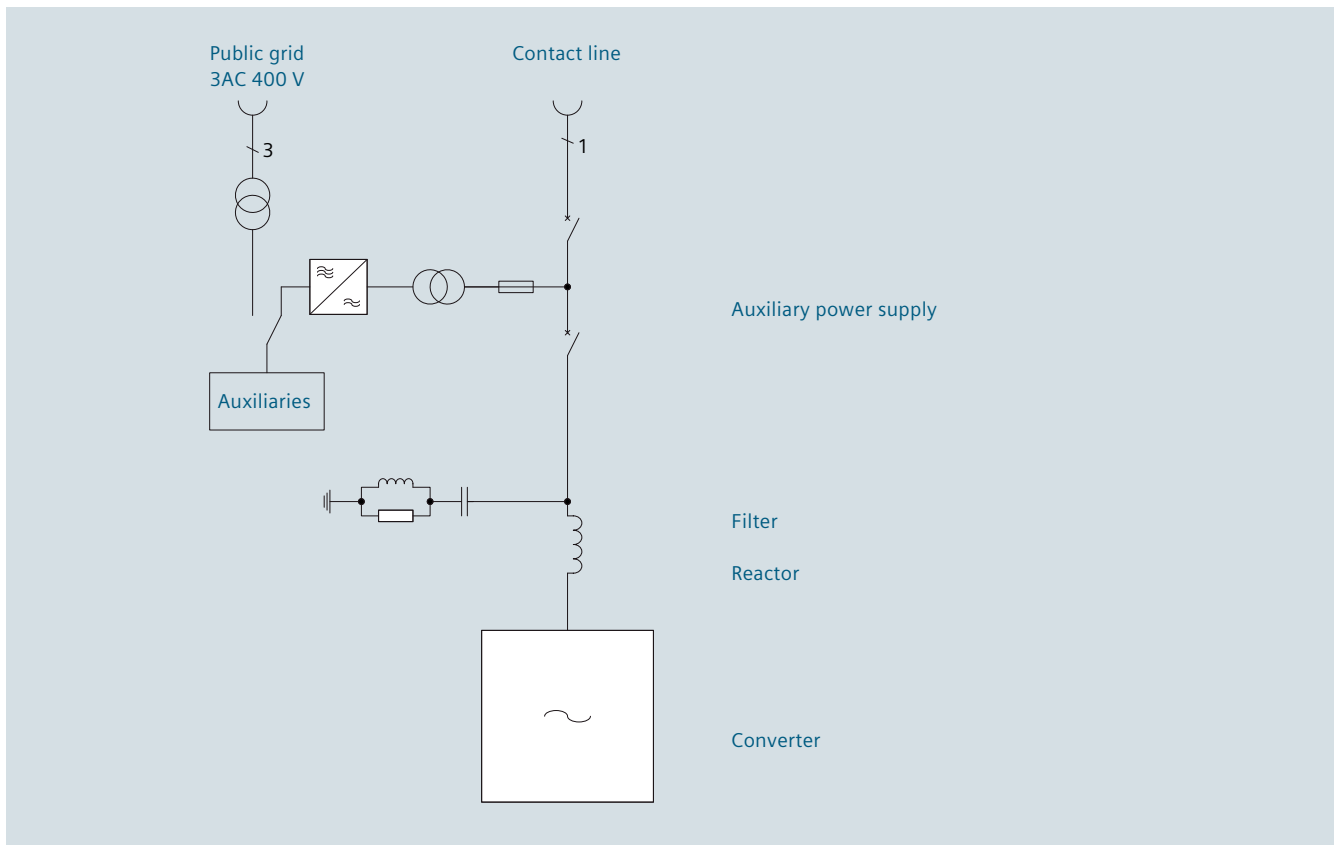 Public grid
3AC 400 V
Contact line
3
1
Auxiliary power supply
Auxiliaries
Filter
Reactor
Converter